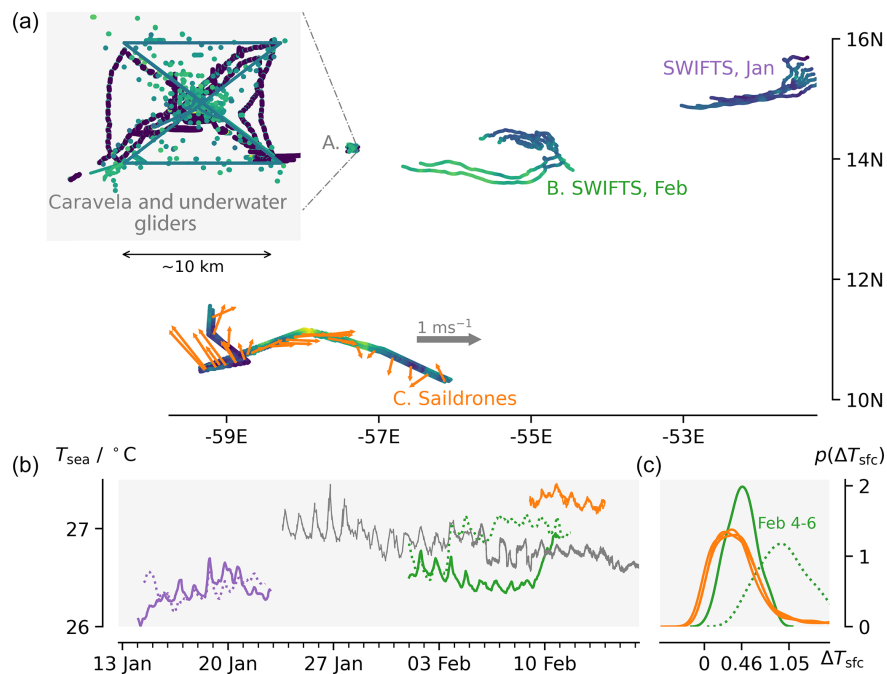 (a)
16N
SWIFTS, Jan
A.
14N
B. SWIFTS, Feb
Caravela and underwater
gliders
~10 km
12N
1 ms⁻¹
C. Saildrones
10N
-59E -57E -55E -53E
(b) T_sea / °C
(c) p(ΔT_sfc)
27
26
13 Jan 20 Jan 27 Jan 03 Feb 10 Feb
2
Feb 4-6
1
0
0 0.46 1.05 ΔT_sfc